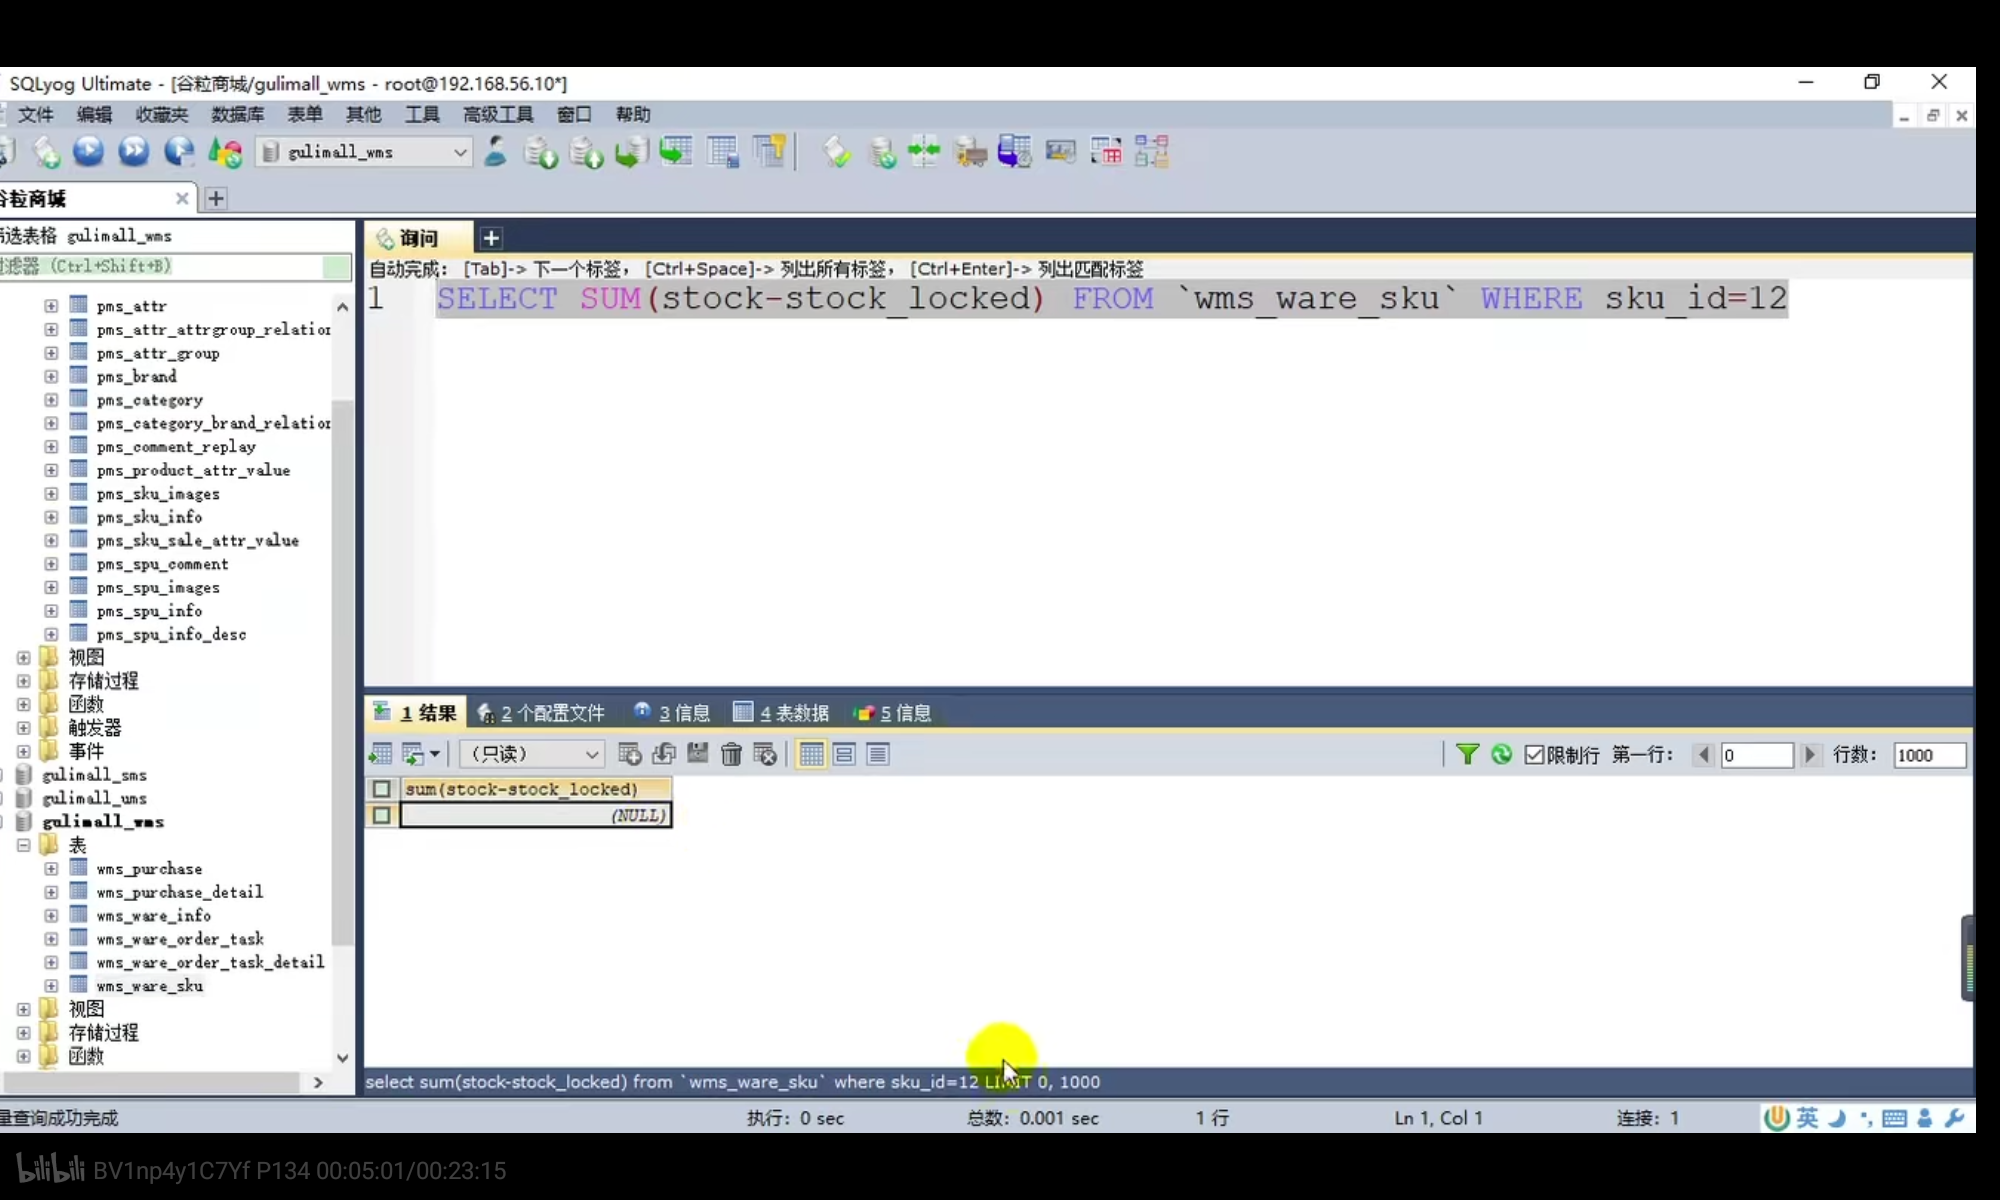 SQLyog Ultimate - [谷粒商城/gulimall_wms - root@192.168.56.10*]
文件 编辑 收藏夹 数据库 表单 其他 工具 高级工具 窗口 帮助
gulimall_wms
谷粒商城
筛选表格 gulimall_wms
过滤器 (Ctrl+Shift+B)
pms_attr
pms_attr_attrgroup_relation
pms_attr_group
pms_brand
pms_category
pms_category_brand_relation
pms_comment_replay
pms_product_attr_value
pms_sku_images
pms_sku_info
pms_sku_sale_attr_value
pms_spu_comment
pms_spu_images
pms_spu_info
pms_spu_info_desc
视图
存储过程
函数
触发器
事件
gulimall_sms
gulimall_ums
gulimall_wms
表
wms_purchase
wms_purchase_detail
wms_ware_info
wms_ware_order_task
wms_ware_order_task_detail
wms_ware_sku
视图
存储过程
函数
询问
自动完成： [Tab]-> 下一个标签， [Ctrl+Space]-> 列出所有标签， [Ctrl+Enter]-> 列出匹配标签
1 SELECT SUM(stock-stock_locked) FROM `wms_ware_sku` WHERE sku_id=12
1 结果 2 个配置文件 3 信息 4 表数据 5 信息
（只读） 限制行 第一行： 0 行数： 1000
sum(stock-stock_locked)
(NULL)
select sum(stock-stock_locked) from `wms_ware_sku` where sku_id=12 LIMIT 0, 1000
量查询成功完成 执行： 0 sec 总数： 0.001 sec 1 行 Ln 1, Col 1 连接： 1 英
bilibili BV1np4y1C7Yf P134 00:05:01/00:23:15